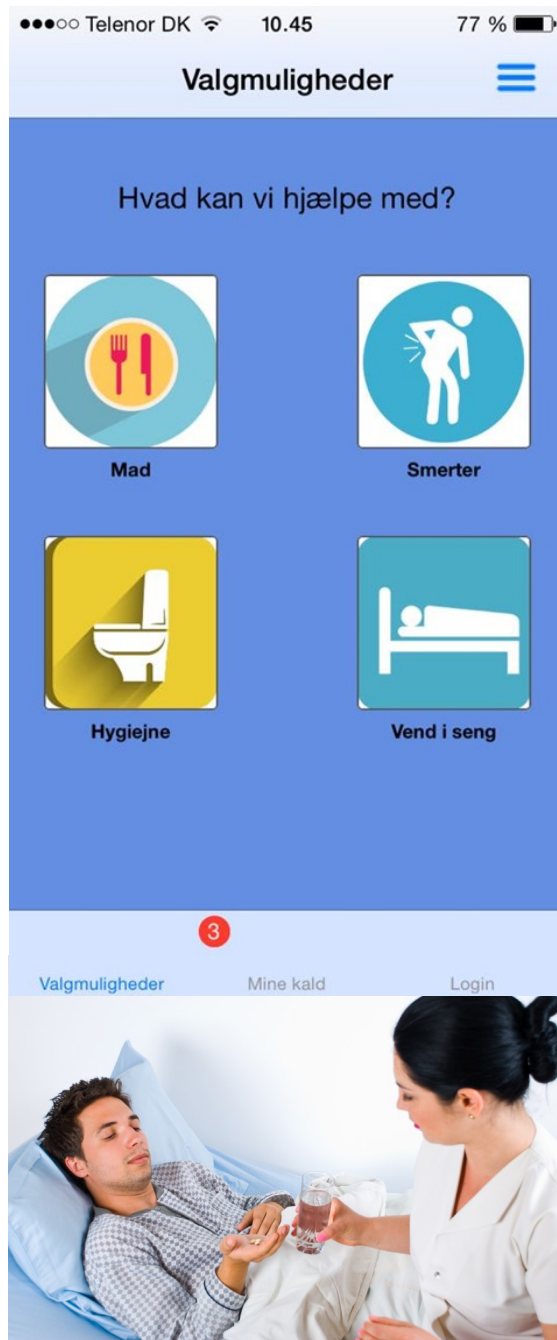 Telenor DK 10.45 77 %
Valgmuligheder
Hvad kan vi hjælpe med?
Mad Smerter
Hygiejne Vend i seng
3
Valgmuligheder Mine kald Login